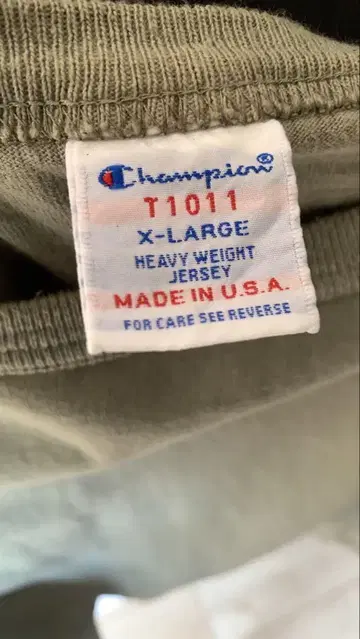 Champion®
T1011
X-LARGE
HEAVY WEIGHT
JERSEY
MADE IN U.S.A.
FOR CARE SEE REVERSE